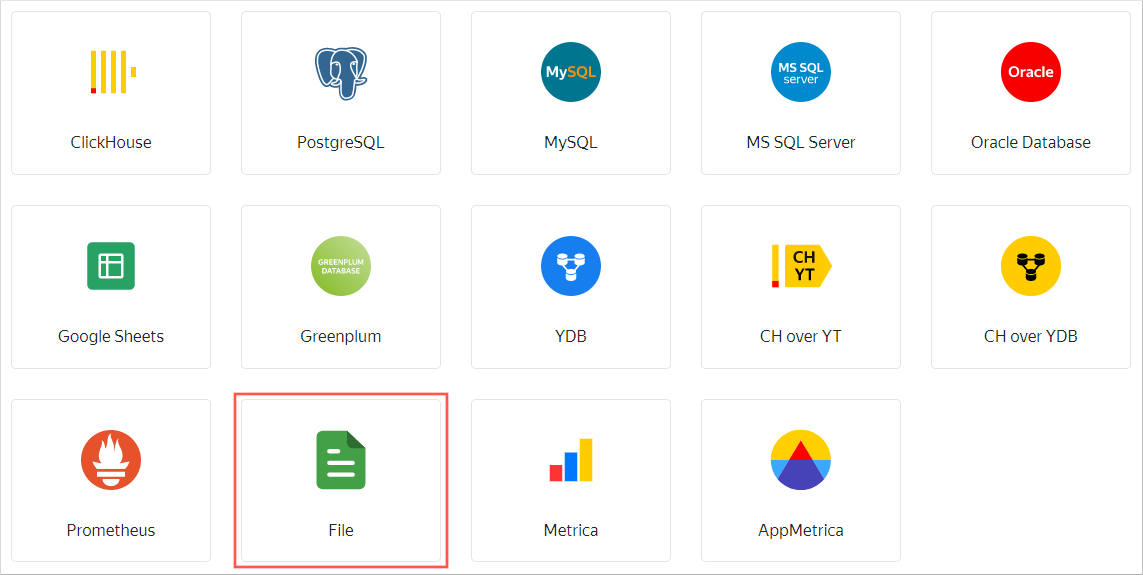 MySQL
MS SQL
server
Oracle
ClickHouse
PostgreSQL
MySQL
MS SQL Server
Oracle Database
GREENPLUM
DATABASE
CH
YT
Google Sheets
Greenplum
YDB
CH over YT
CH over YDB
Prometheus
File
Metrica
AppMetrica